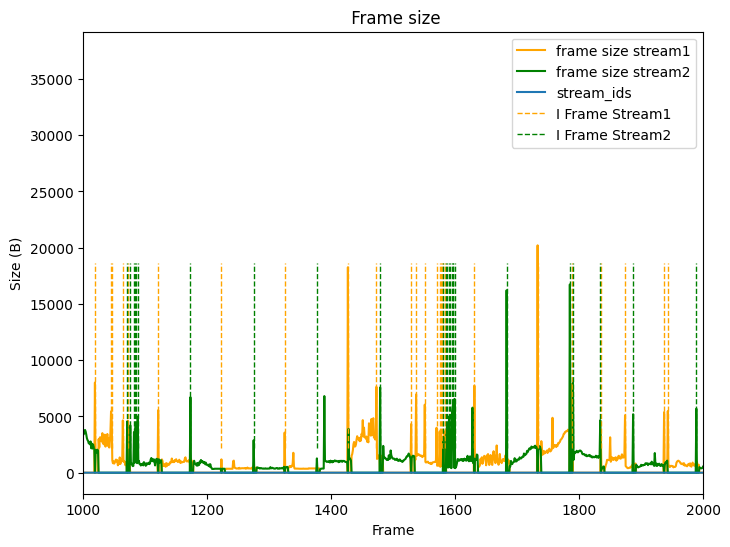 Frame size
frame size stream1
frame size stream2
stream_ids
I Frame Stream1
I Frame Stream2
Size (B)
35000
30000
25000
20000
15000
10000
5000
0
1000 1200 1400 1600 1800 2000
Frame